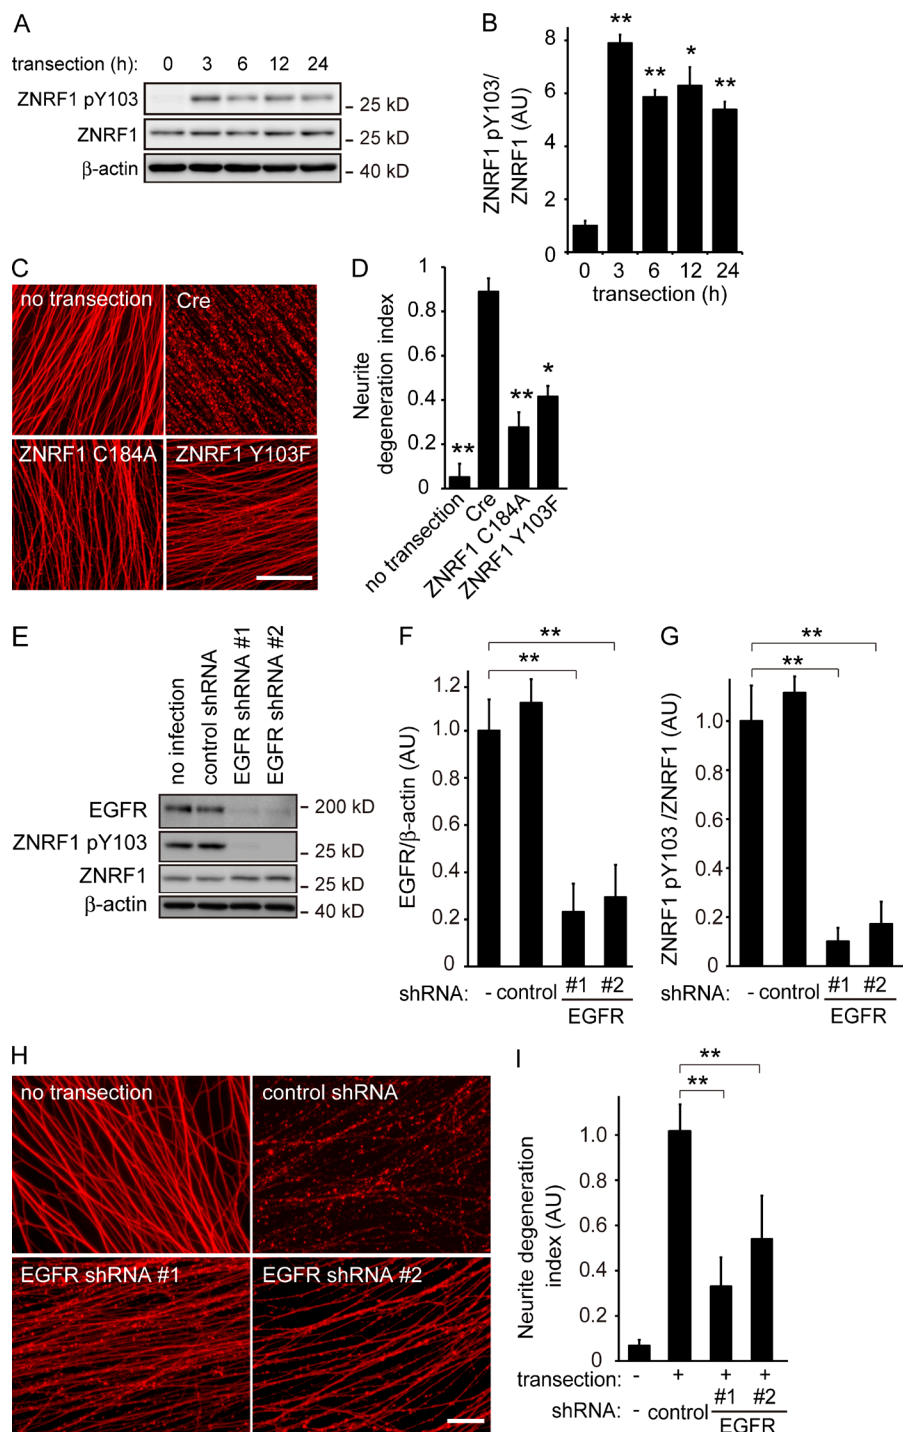 A
transection (h): 0 3 6 12 24
ZNRF1 pY103
– 25 kD
ZNRF1
– 25 kD
β-actin
– 40 kD
B
ZNRF1 pY103/
ZNRF1 (AU)
8
6
4
2
0
** ** * **
0 3 6 12 24
transection (h)
C
no transection
Cre
ZNRF1 C184A
ZNRF1 Y103F
D
Neurite
degeneration index
1
0.8
0.6
0.4
0.2
0
** ** *
no transection
Cre
ZNRF1 C184A
ZNRF1 Y103F
E
no infection
control shRNA
EGFR shRNA #1
EGFR shRNA #2
EGFR
– 200 kD
ZNRF1 pY103
– 25 kD
ZNRF1
– 25 kD
β-actin
– 40 kD
F
**
**
EGFR/β-actin (AU)
1.2
1.0
0.8
0.6
0.4
0.2
0
shRNA: - control #1 #2
EGFR
G
**
**
ZNRF1 pY103 /ZNRF1 (AU)
1.0
0.8
0.6
0.4
0.2
0
shRNA: - control #1 #2
EGFR
H
no transection
control shRNA
EGFR shRNA #1
EGFR shRNA #2
I
**
**
Neurite degeneration
index (AU)
1.0
0.8
0.6
0.4
0.2
0
transection: - + + +
#1 #2
shRNA: - control
EGFR